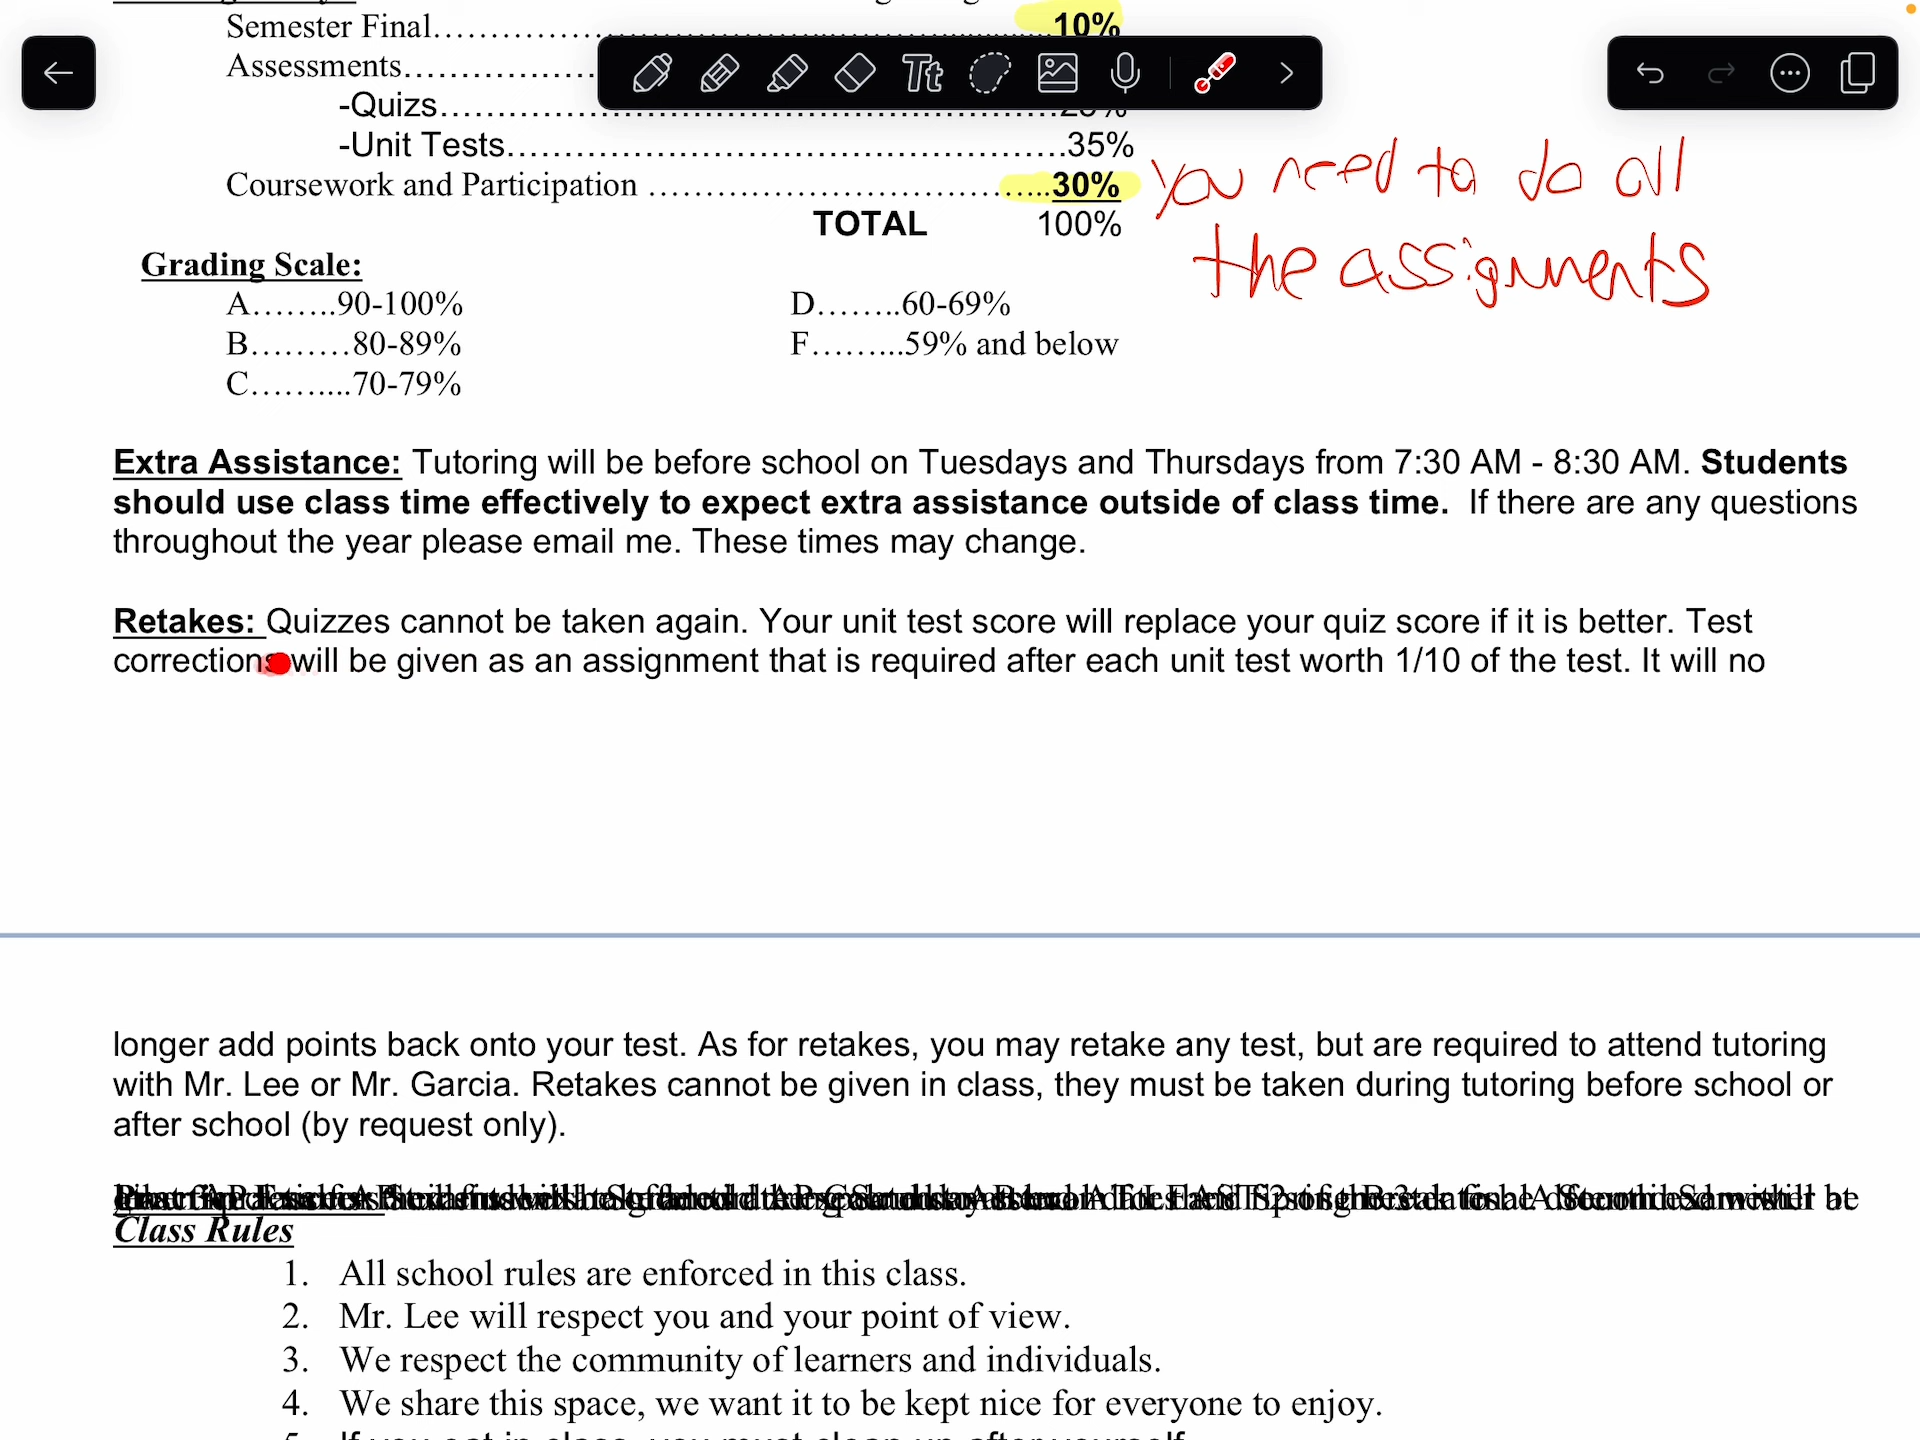 Semester Final.......................................................10%
Assessments
-Quizs
-Unit Tests.................................................35%
Coursework and Participation ...................................30%
TOTAL 100%
you need to do all
the assignments
Grading Scale:
A........90-100% D........60-69%
B.........80-89% F.........59% and below
C..........70-79%
Extra Assistance: Tutoring will be before school on Tuesdays and Thursdays from 7:30 AM - 8:30 AM. Students
should use class time effectively to expect extra assistance outside of class time. If there are any questions
throughout the year please email me. These times may change.
Retakes: Quizzes cannot be taken again. Your unit test score will replace your quiz score if it is better. Test
corrections will be given as an assignment that is required after each unit test worth 1/10 of the test. It will no
longer add points back onto your test. As for retakes, you may retake any test, but are required to attend tutoring
with Mr. Lee or Mr. Garcia. Retakes cannot be given in class, they must be taken during tutoring before school or
after school (by request only).
Class Rules
1. All school rules are enforced in this class.
2. Mr. Lee will respect you and your point of view.
3. We respect the community of learners and individuals.
4. We share this space, we want it to be kept nice for everyone to enjoy.